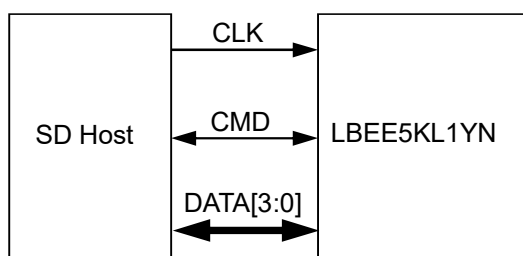 CLK
SD Host
CMD
LBEE5KL1YN
DATA[3:0]